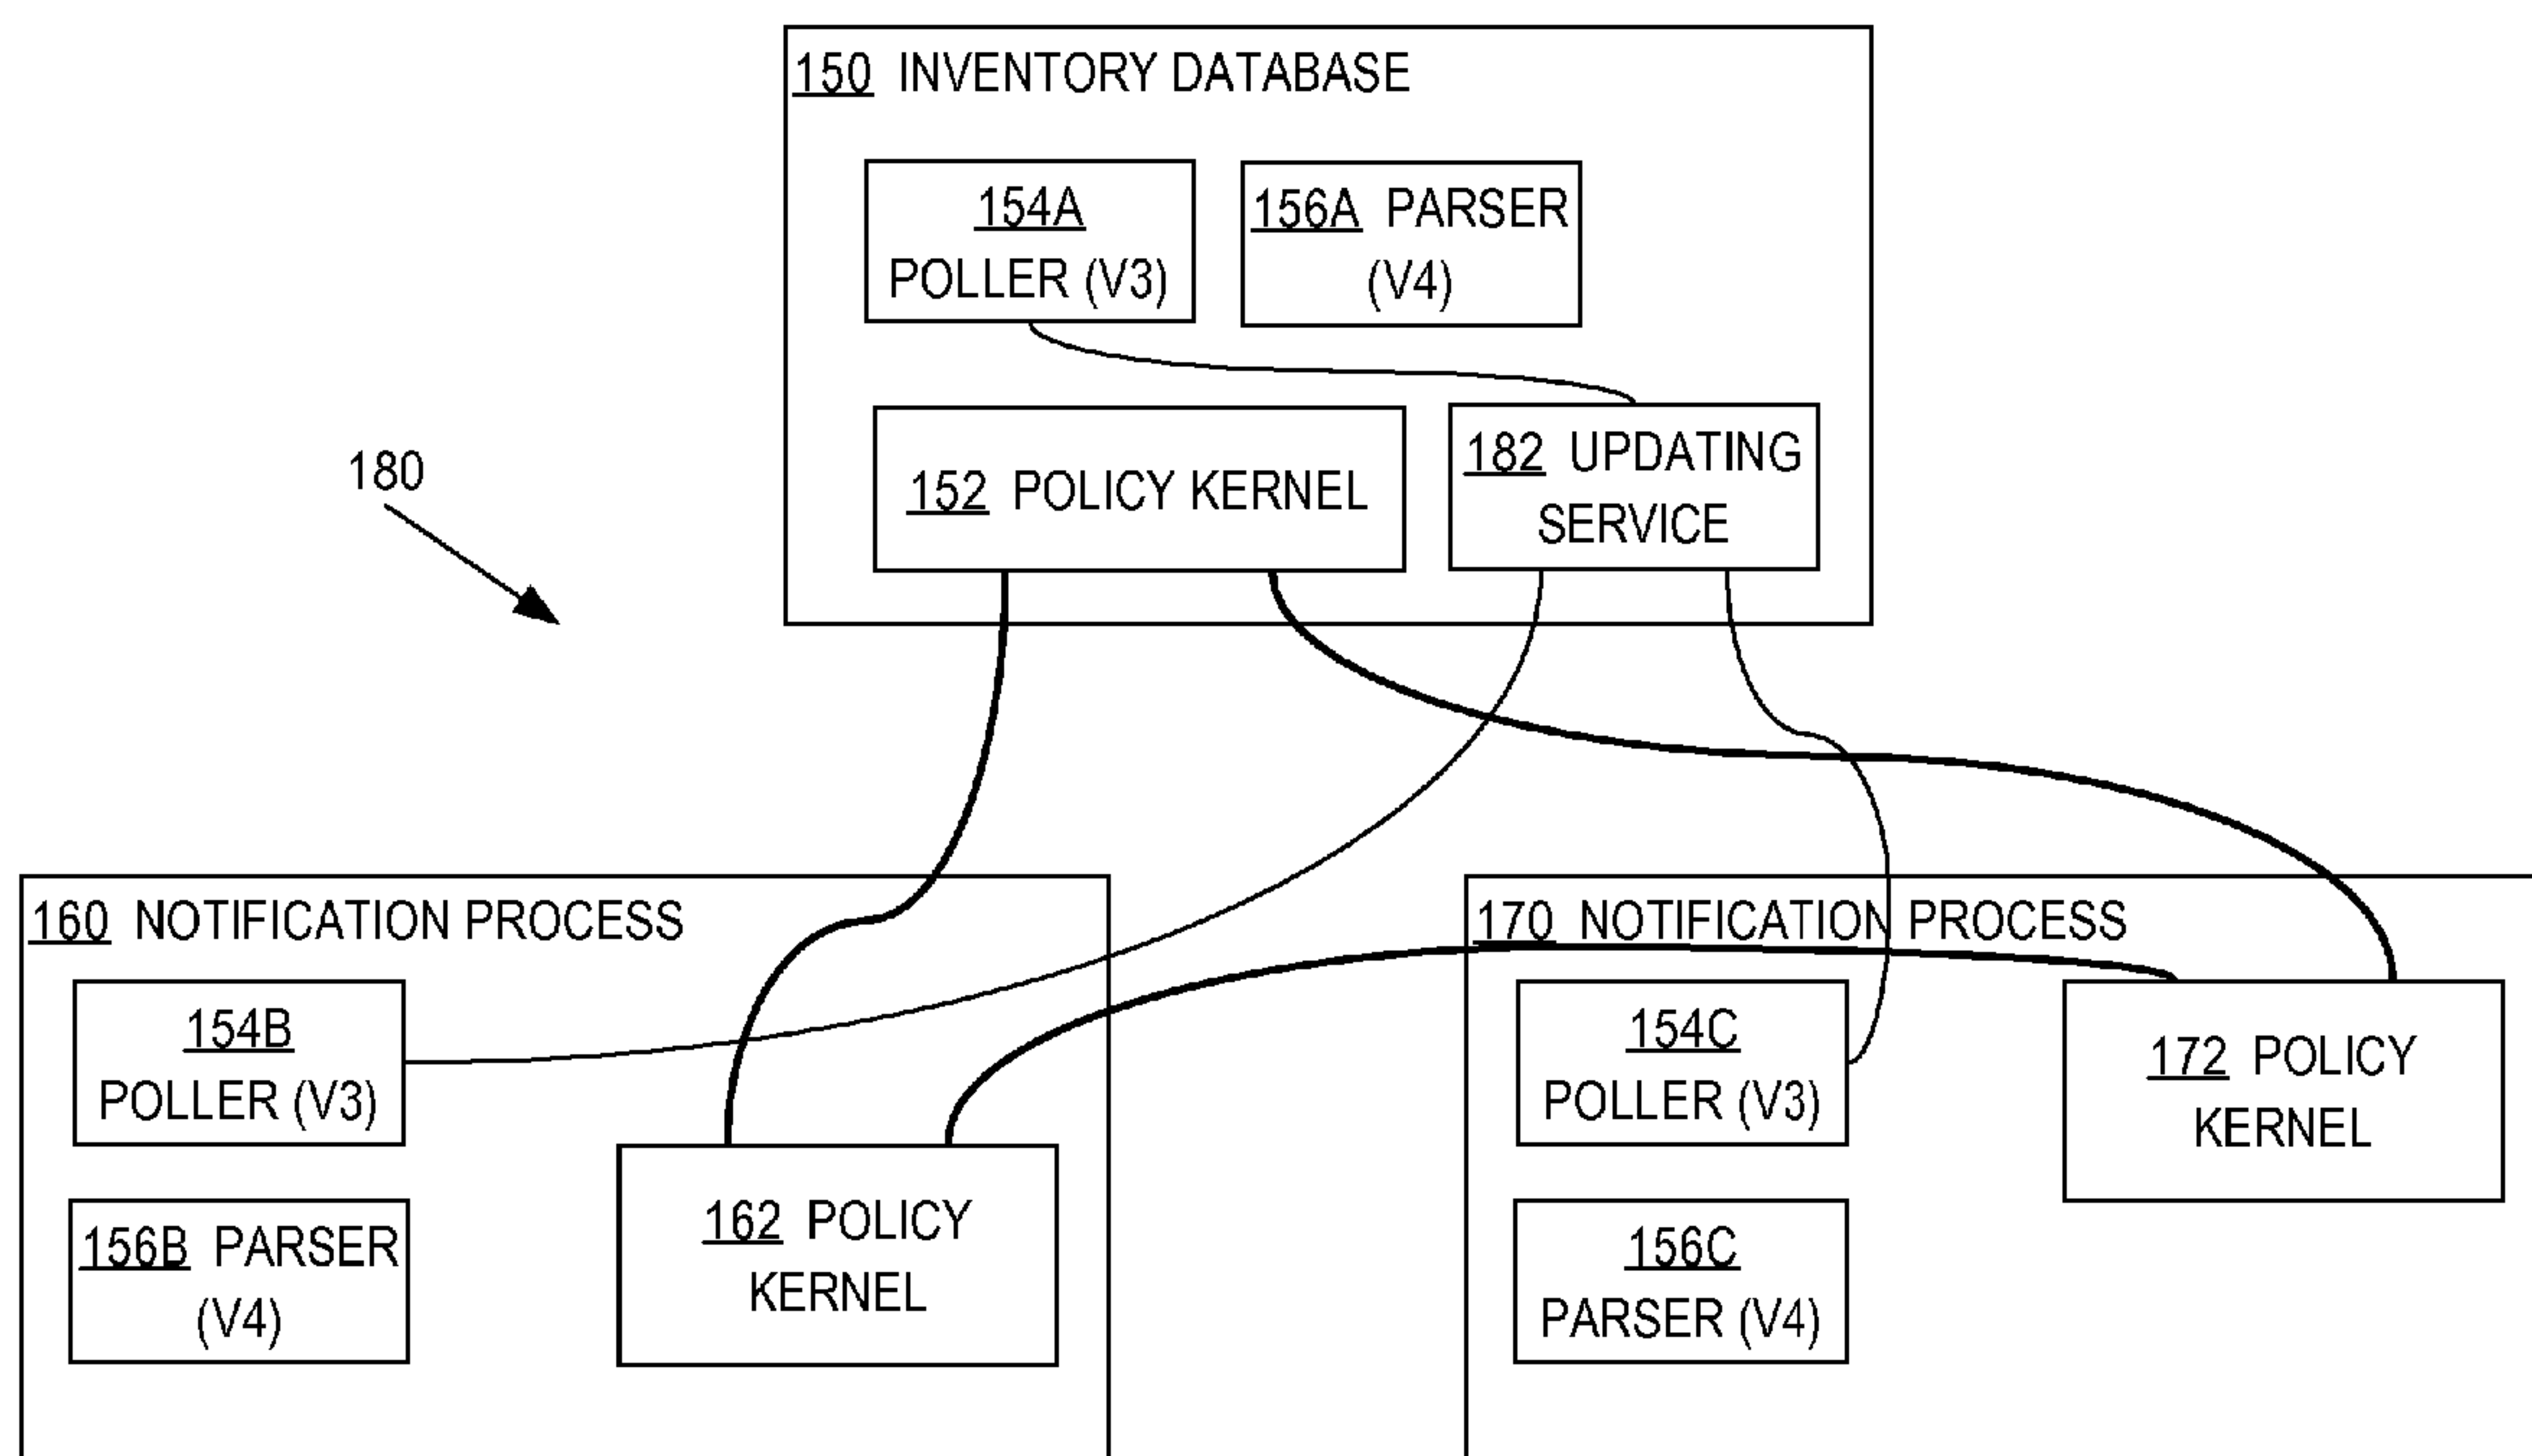 150 INVENTORY DATABASE
154A
POLLER (V3)
156A PARSER
(V4)
152 POLICY KERNEL
182 UPDATING
SERVICE
180
160 NOTIFICATION PROCESS
154B
POLLER (V3)
156B PARSER
(V4)
162 POLICY
KERNEL
170 NOTIFICATION PROCESS
154C
POLLER (V3)
156C
PARSER (V4)
172 POLICY
KERNEL